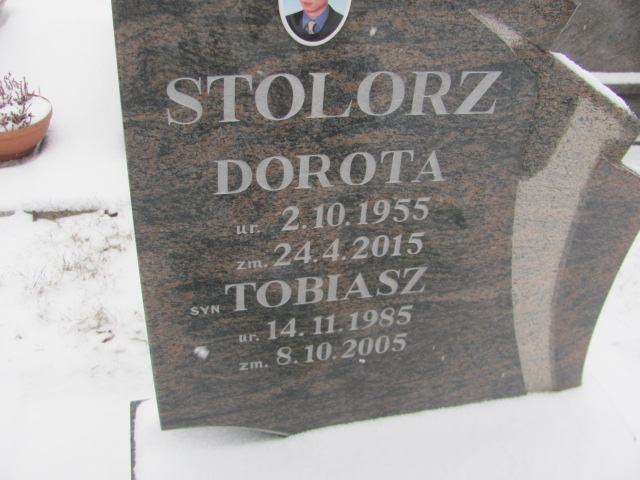 STOLORZ
DOROTA
ur. 2.10.1955
zm. 24.4.2015
SYN TOBIASZ
ur. 14.11.1985
zm. 8.10.2005